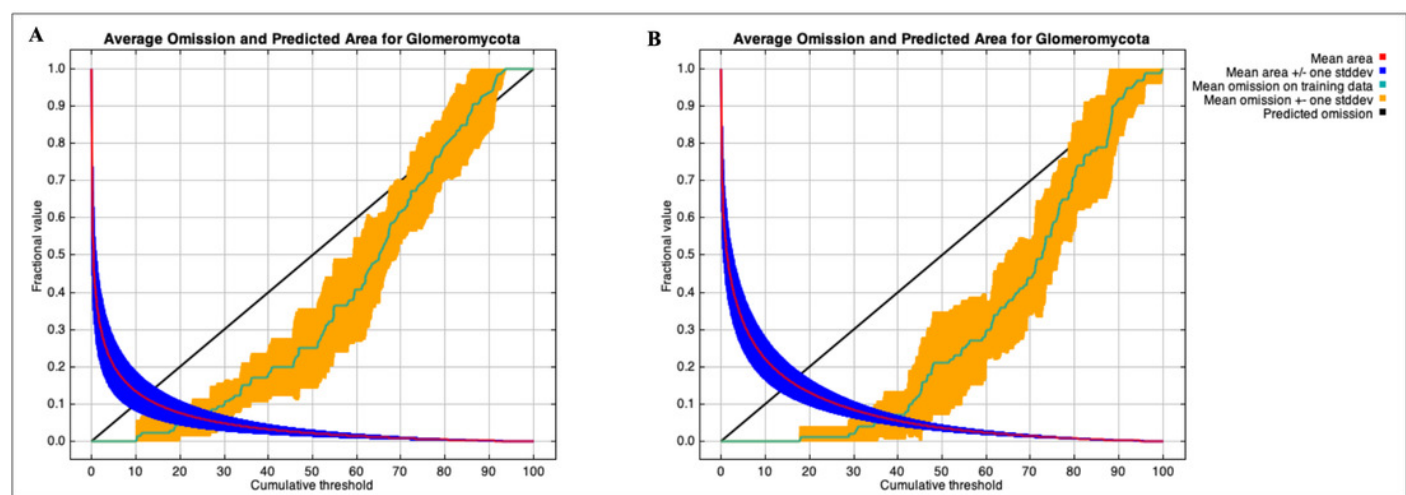 A
Average Omission and Predicted Area for Glomeromycota
1.0
0.9
0.8
0.7
0.6
0.5
0.4
0.3
0.2
0.1
0.0
Fractional value
0 10 20 30 40 50 60 70 80 90 100
Cumulative threshold
B
Average Omission and Predicted Area for Glomeromycota
1.0
0.9
0.8
0.7
0.6
0.5
0.4
0.3
0.2
0.1
0.0
Fractional value
0 10 20 30 40 50 60 70 80 90 100
Cumulative threshold
Mean area
Mean area +/- one stddev
Mean omission on training data
Mean omission +- one stddev
Predicted omission